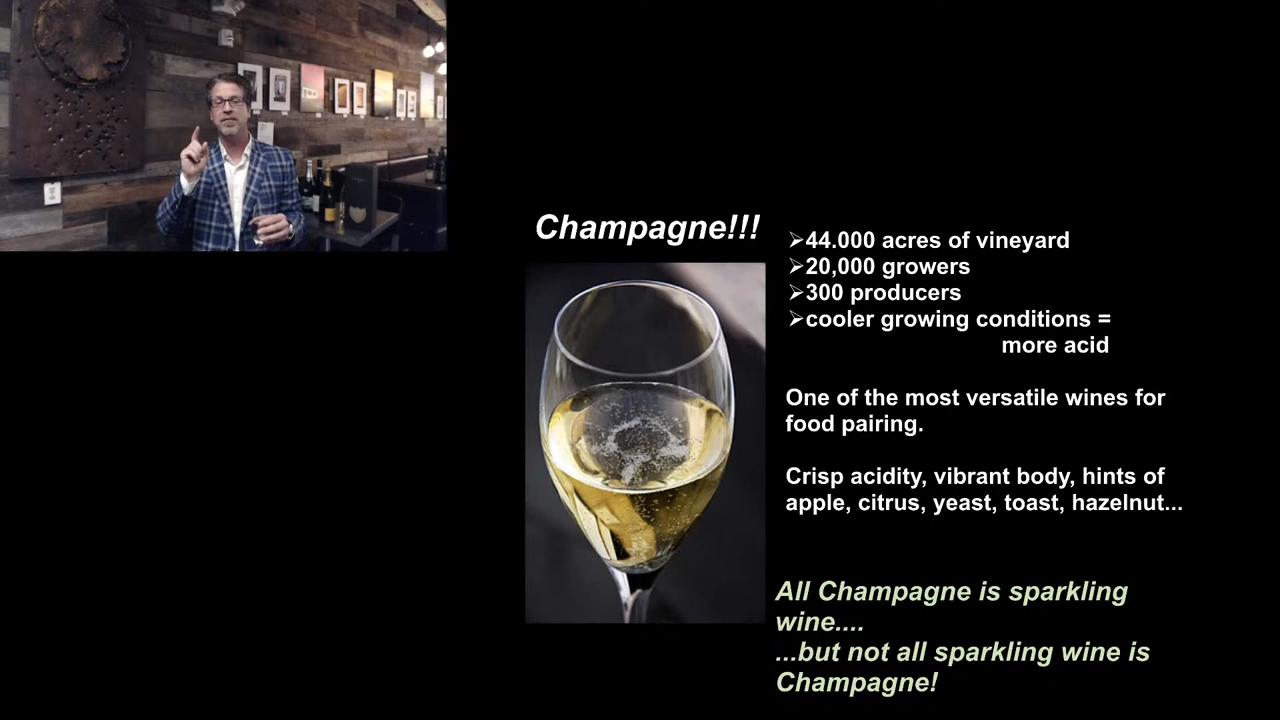 Champagne!!!
➢44.000 acres of vineyard
➢20,000 growers
➢300 producers
➢cooler growing conditions =
more acid
One of the most versatile wines for
food pairing.
Crisp acidity, vibrant body, hints of
apple, citrus, yeast, toast, hazelnut...
All Champagne is sparkling
wine....
...but not all sparkling wine is
Champagne!